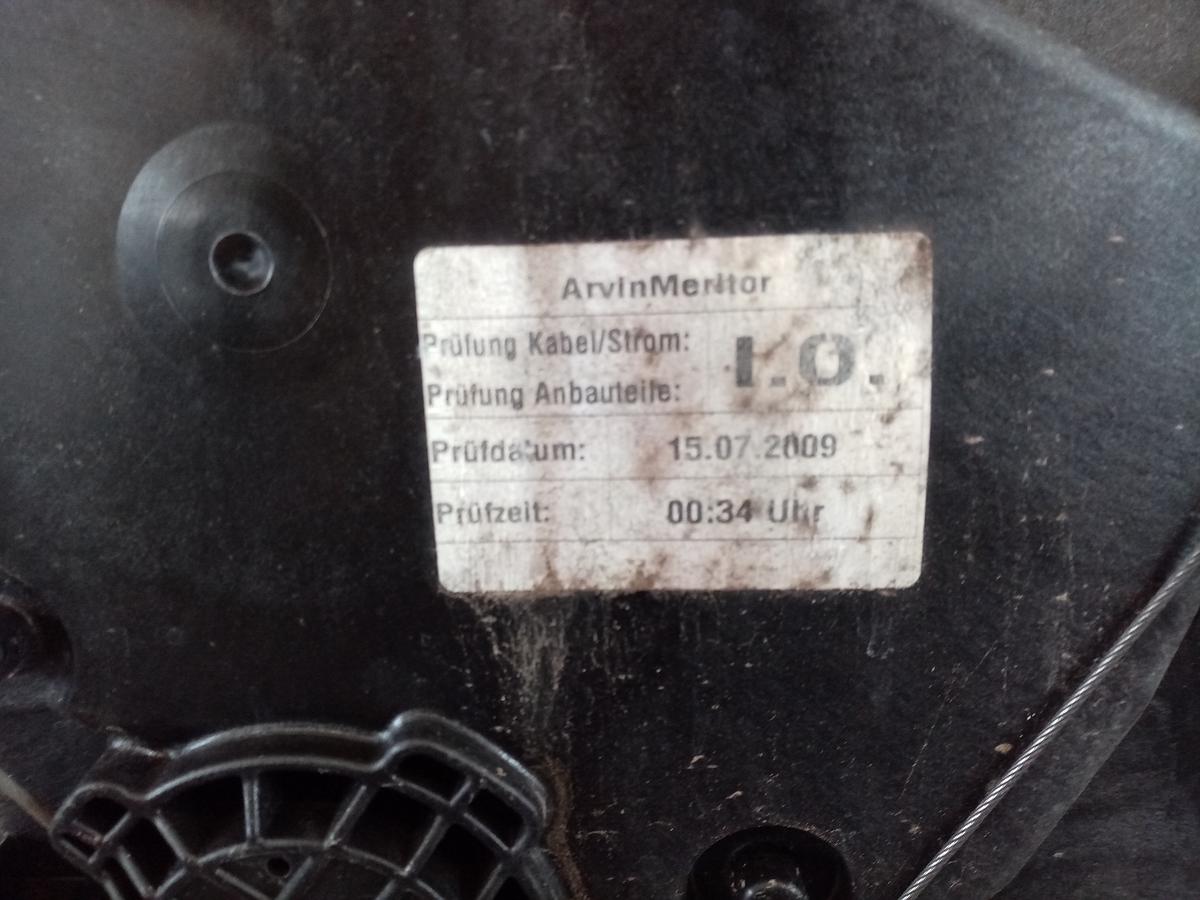 ArvinMeritor
Prüfung Kabel/Strom: I.O.
Prüfung Anbauteile:
Prüfdatum: 15.07.2009
Prüfzeit: 00:34 Uhr